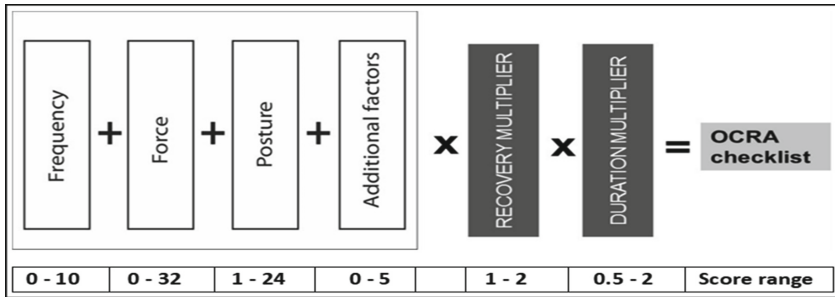 Frequency
+
Force
+
Posture
+
Additional factors
x
RECOVERY MULTIPLIER
x
DURATION MULTIPLIER
=
OCRA
checklist
0 - 10 0 - 32 1 - 24 0 - 5 1 - 2 0.5 - 2 Score range